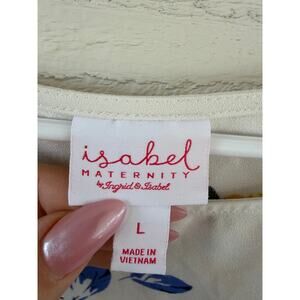 isabel
MATERNITY
by Ingrid & Isabel
L
MADE IN
VIETNAM